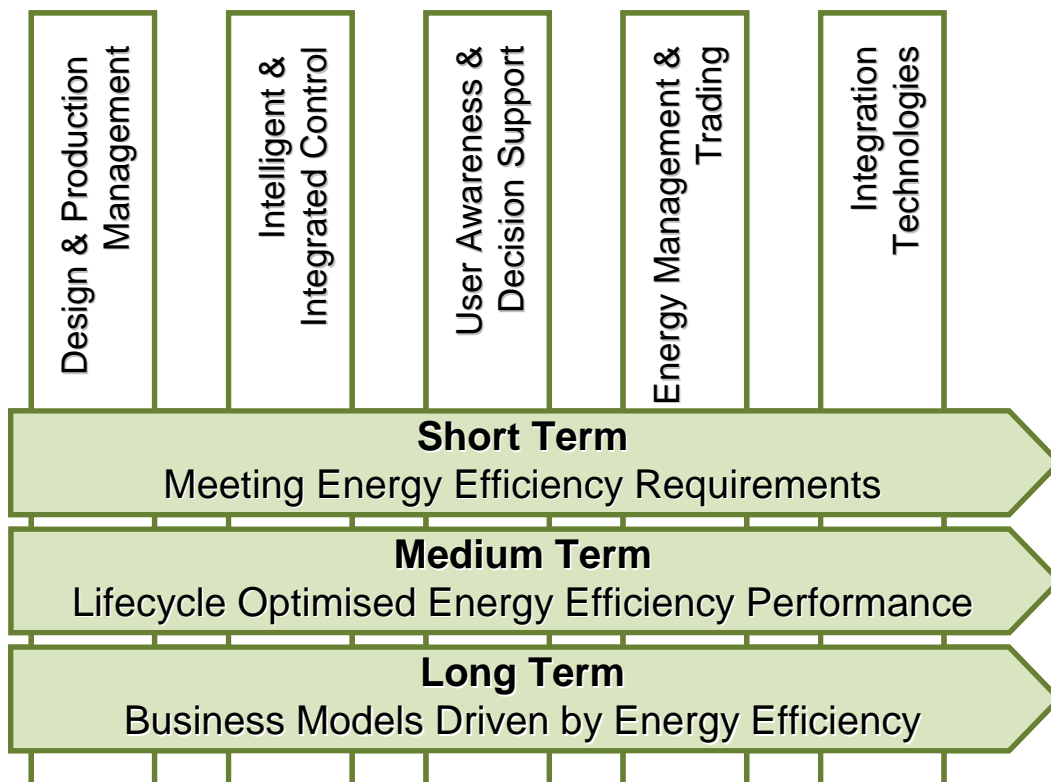 Design & Production
Management
Intelligent &
Integrated Control
User Awareness &
Decision Support
Energy Management &
Trading
Integration
Technologies
Short Term
Meeting Energy Efficiency Requirements
Medium Term
Lifecycle Optimised Energy Efficiency Performance
Long Term
Business Models Driven by Energy Efficiency